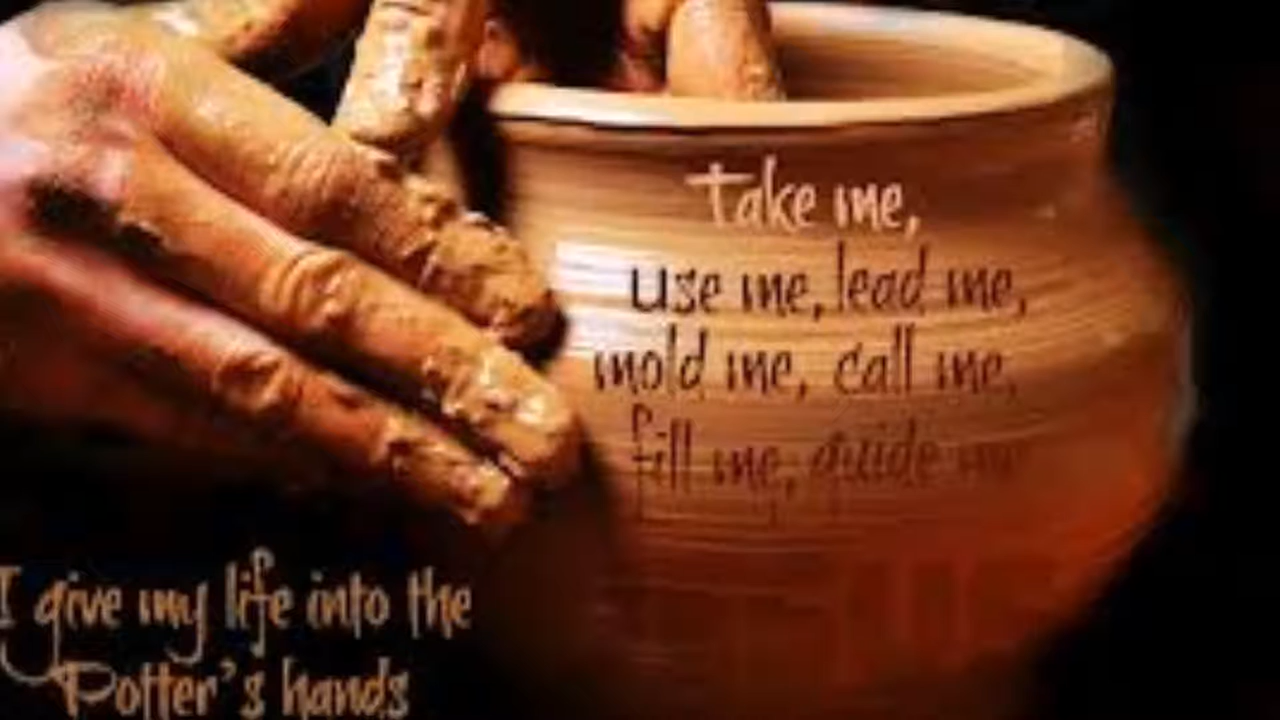 take me,
use me, lead me,
mold me, call me,
fill me, guide me
I give my life into the
Potter's hands